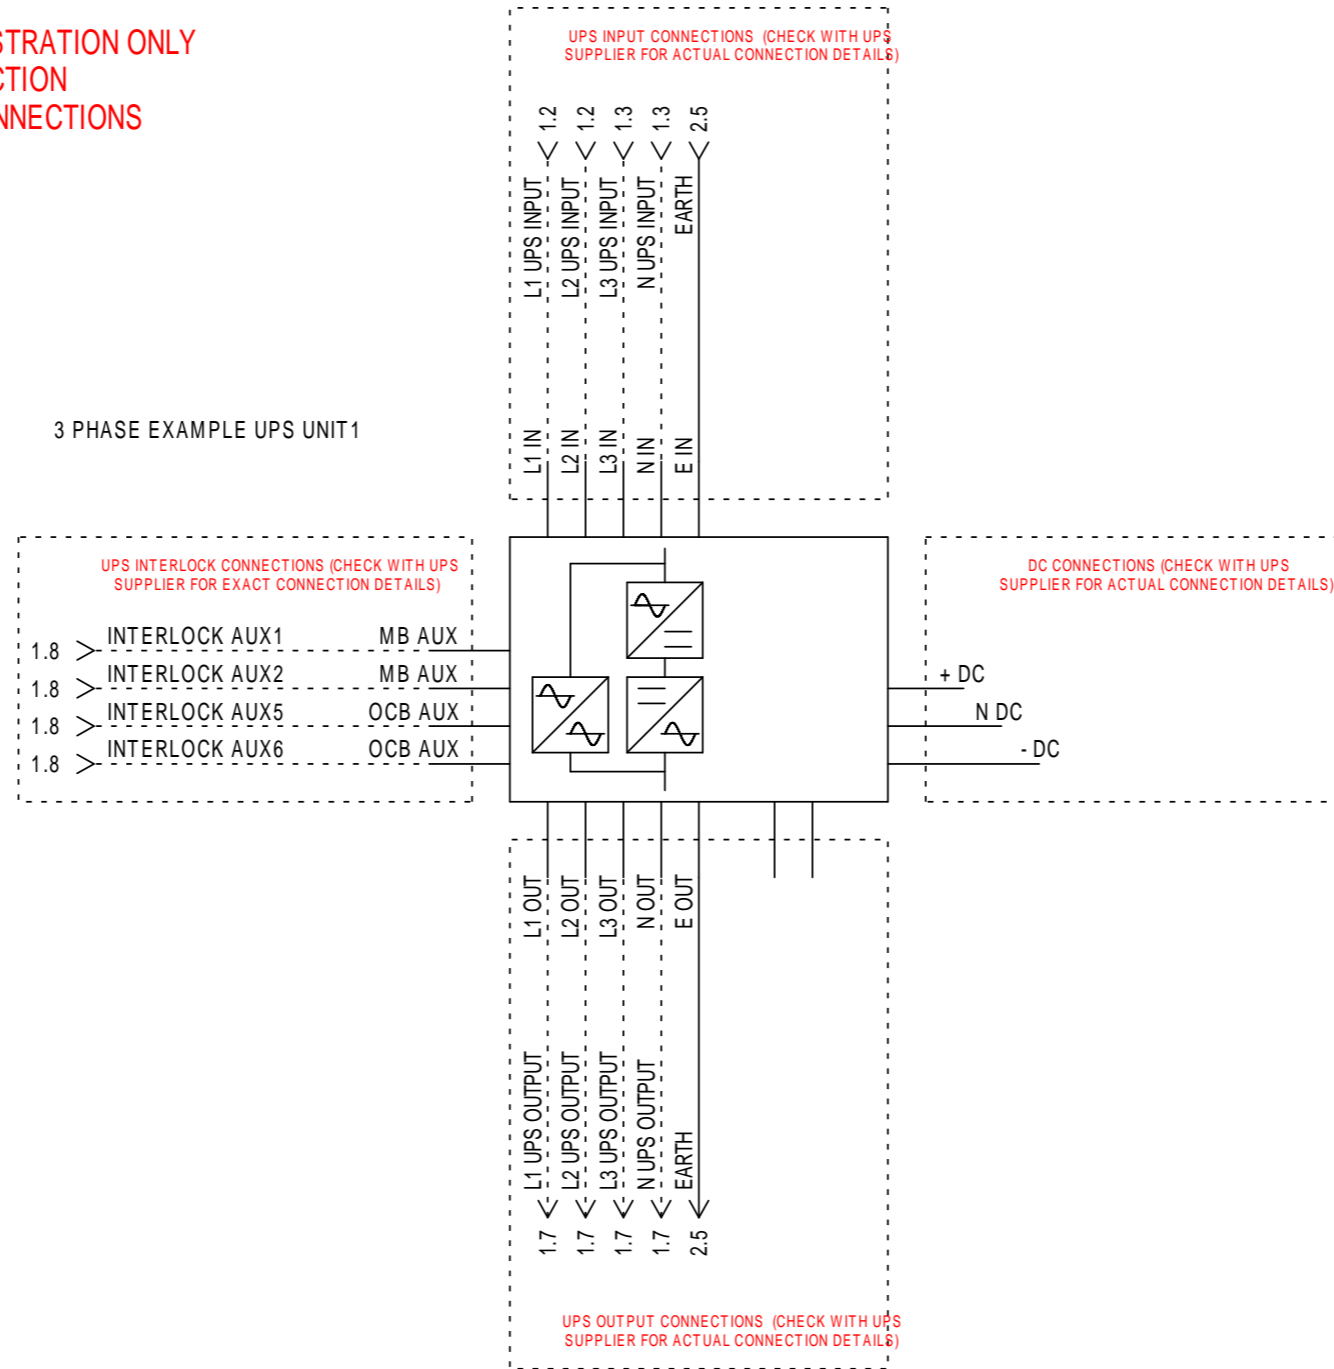 STRATION ONLY
CTION
NNECTIONS
UPS INPUT CONNECTIONS (CHECK WITH UPS
SUPPLIER FOR ACTUAL CONNECTION DETAILS)
1.2
1.2
1.3
1.3
2.5
L1 UPS INPUT
L2 UPS INPUT
L3 UPS INPUT
N UPS INPUT
EARTH
3 PHASE EXAMPLE UPS UNIT1
L1 IN
L2 IN
L3 IN
N IN
E IN
UPS INTERLOCK CONNECTIONS (CHECK WITH UPS
SUPPLIER FOR EXACT CONNECTION DETAILS)
1.8 INTERLOCK AUX1 MB AUX
1.8 INTERLOCK AUX2 MB AUX
1.8 INTERLOCK AUX5 OCB AUX
1.8 INTERLOCK AUX6 OCB AUX
DC CONNECTIONS (CHECK WITH UPS
SUPPLIER FOR ACTUAL CONNECTION DETAILS)
+ DC
N DC
- DC
L1 OUT
L2 OUT
L3 OUT
N OUT
E OUT
L1 UPS OUTPUT
L2 UPS OUTPUT
L3 UPS OUTPUT
N UPS OUTPUT
EARTH
1.7
1.7
1.7
1.7
2.5
UPS OUTPUT CONNECTIONS (CHECK WITH UPS
SUPPLIER FOR ACTUAL CONNECTION DETAILS)